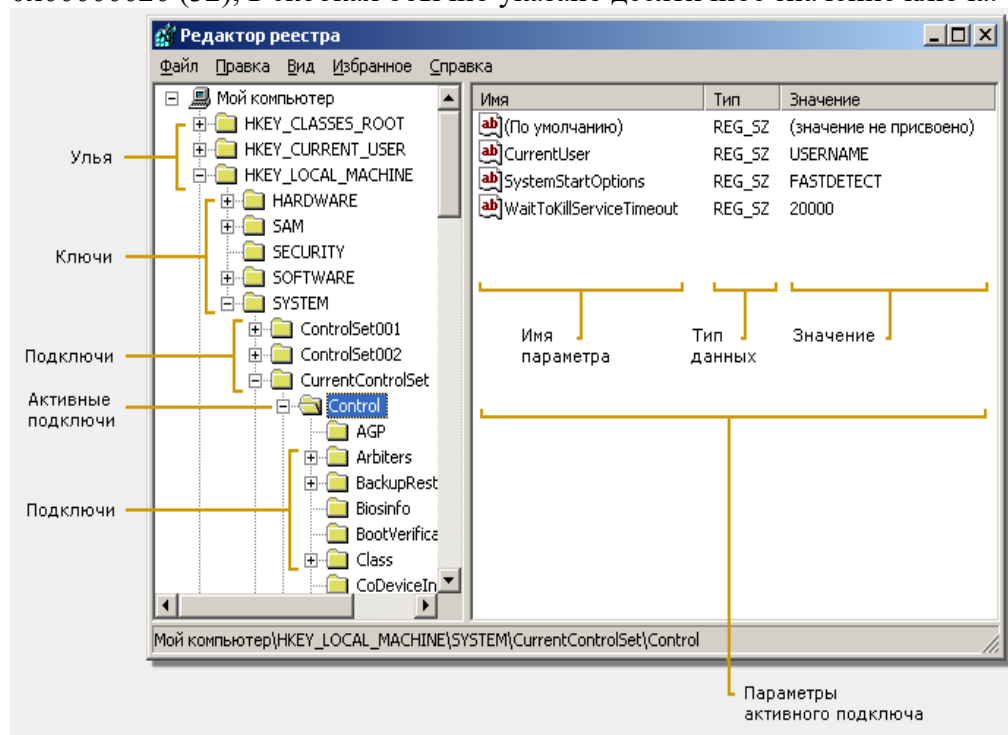 Редактор реестра
Файл Правка Вид Избранное Справка
Мой компьютер
HKEY_CLASSES_ROOT
HKEY_CURRENT_USER
HKEY_LOCAL_MACHINE
HARDWARE
SAM
SECURITY
SOFTWARE
SYSTEM
ControlSet001
ControlSet002
CurrentControlSet
Control
AGP
Arbiters
BackupRest
Biosinfo
BootVerifica
Class
CoDeviceIn
Имя Тип Значение
(По умолчанию) REG_SZ (значение не присвоено)
CurrentUser REG_SZ USERNAME
SystemStartOptions REG_SZ FASTDETECT
WaitToKillServiceTimeout REG_SZ 20000
Улья
Ключи
Подключи
Активные
подключи
Подключи
Имя
параметра
Тип
данных
Значение
Мой компьютер\HKEY_LOCAL_MACHINE\SYSTEM\CurrentControlSet\Control
Параметры
активного подключа